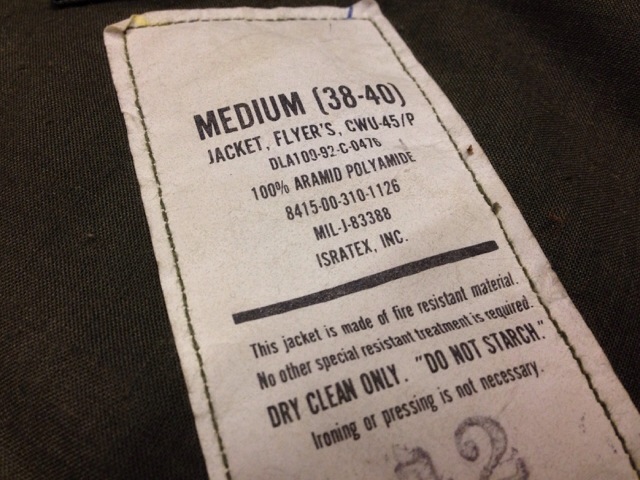 MEDIUM (38-40)
JACKET, FLYER'S, CWU-45/P
DLA100-92-C-0476
100% ARAMID POLYAMIDE
8415-00-310-1126
MIL-J-83388
ISRATEX, INC.
This jacket is made of fire resistant material.
No other special resistant treatment is required.
DRY CLEAN ONLY. "DO NOT STARCH."
Ironing or pressing is not necessary.
12